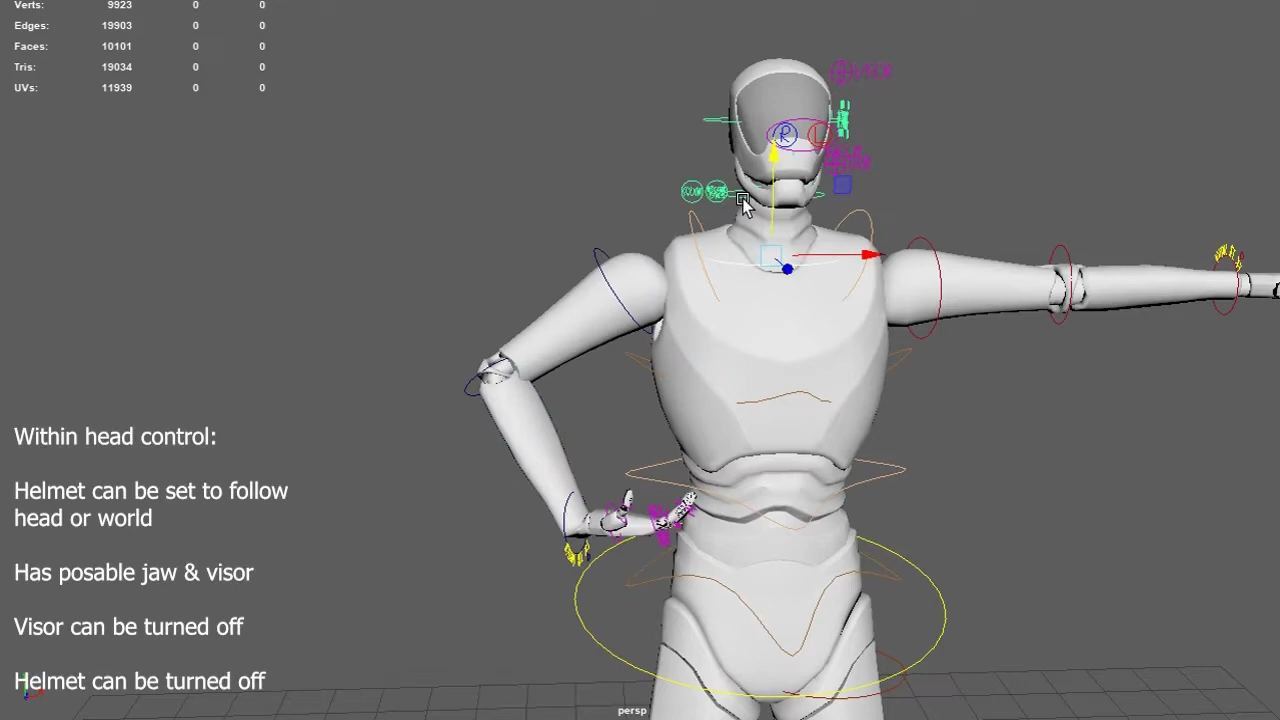 Verts: 9923 0 0
Edges: 19903 0 0
Faces: 10101 0 0
Tris: 19034 0 0
UVs: 11939 0 0
R L
Within head control:
Helmet can be set to follow
head or world
Has posable jaw & visor
Visor can be turned off
Helmet can be turned off
persp